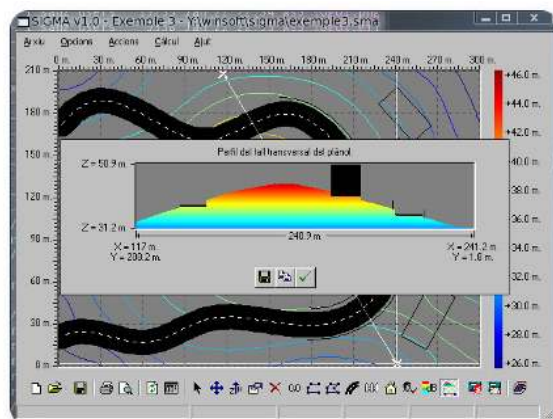 SIGMA v1.0 - Exemple 3 - Y:\winsoft\sigma\exemple3.sma
Arxiu Opcions Accions Càlcul Ajut
0 m. 30 m. 60 m. 90 m. 120 m. 150 m. 180 m. 210 m. 240 m. 270 m. 300 m.
210 m.
180 m.
150 m.
120 m.
90 m.
60 m.
30 m.
0 m.
+46.0 m.
+44.0 m.
+42.0 m.
+40.0 m.
+38.0 m.
+36.0 m.
+34.0 m.
+32.0 m.
+30.0 m.
+28.0 m.
+26.0 m.
Perfil del tall transversal del plànol
Z = 50.9 m.
Z = 31.2 m.
240.9 m.
X = 117 m.
Y = 208.2 m.
X = 241.2 m.
Y = 1.8 m.